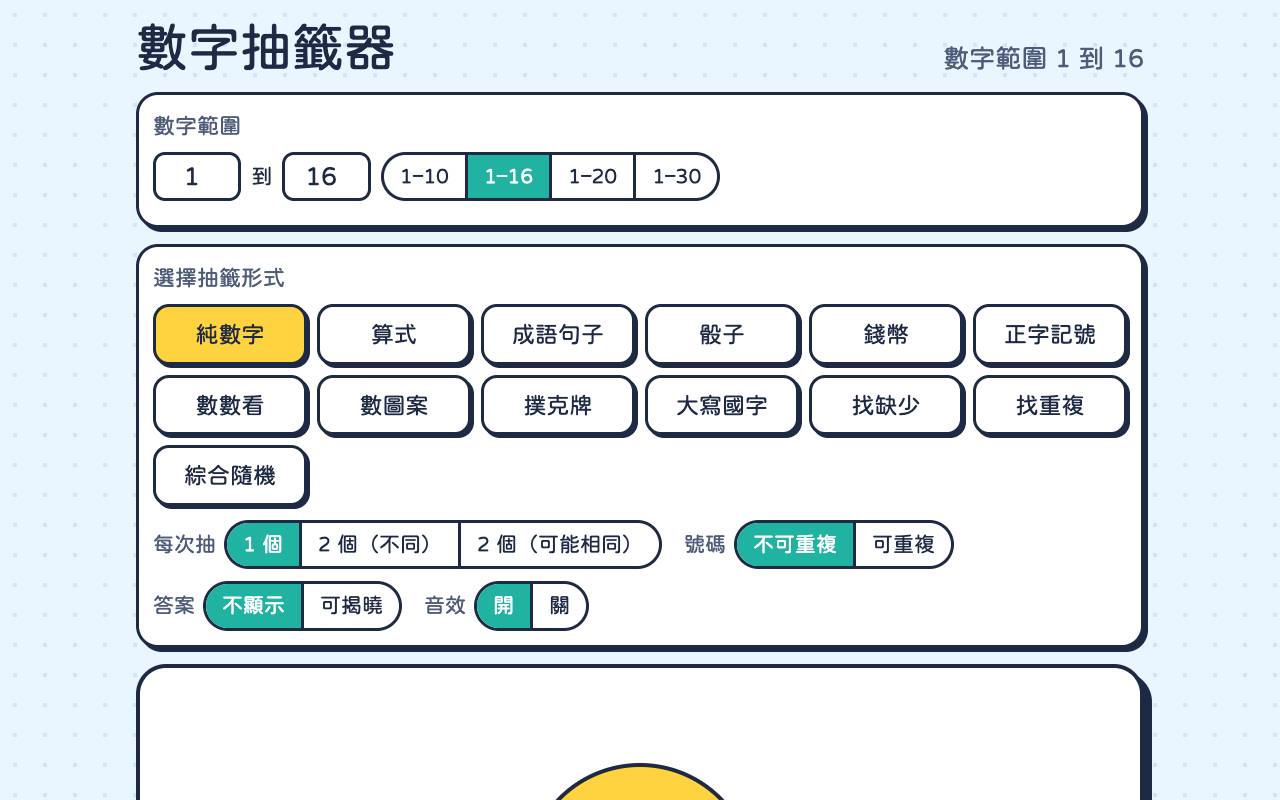 數字抽籤器
數字範圍 1 到 16
數字範圍
1 到 16 1–10 1–16 1–20 1–30
選擇抽籤形式
純數字 算式 成語句子 骰子 錢幣 正字記號
數數看 數圖案 撲克牌 大寫國字 找缺少 找重複
綜合隨機
每次抽 1 個 2 個（不同） 2 個（可能相同） 號碼 不可重複 可重複
答案 不顯示 可揭曉 音效 開 關